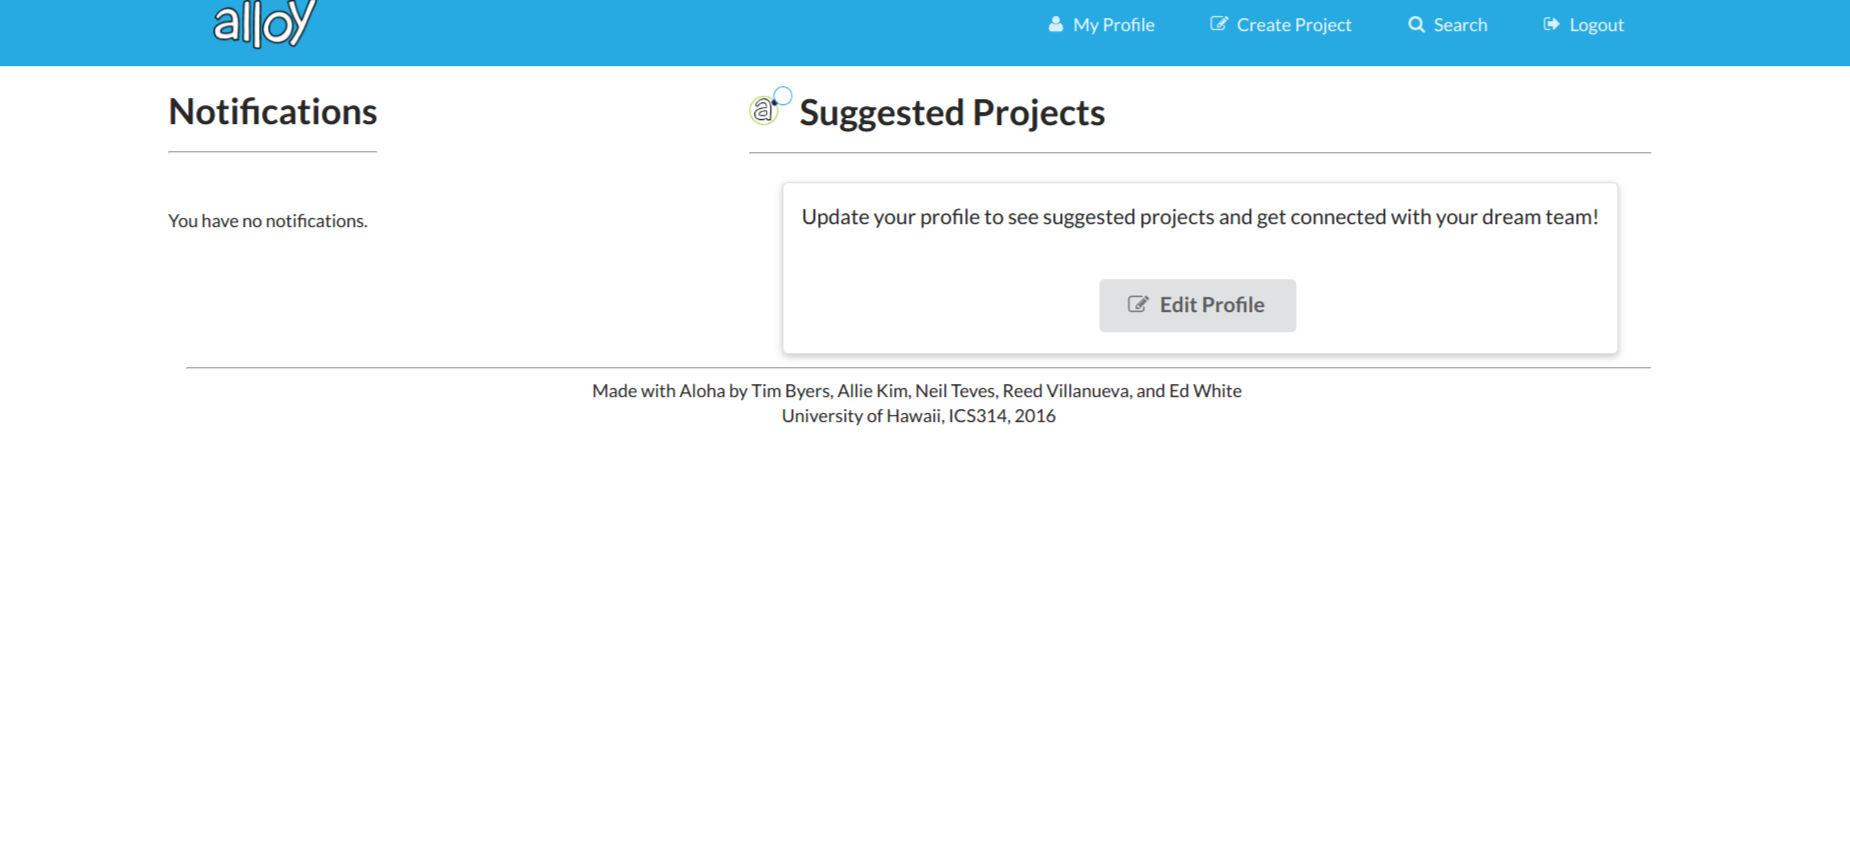 alloy
My Profile
Create Project
Search
Logout
Notifications
You have no notifications.
a
Suggested Projects
Update your profile to see suggested projects and get connected with your dream team!
Edit Profile
Made with Aloha by Tim Byers, Allie Kim, Neil Teves, Reed Villanueva, and Ed White
University of Hawaii, ICS314, 2016